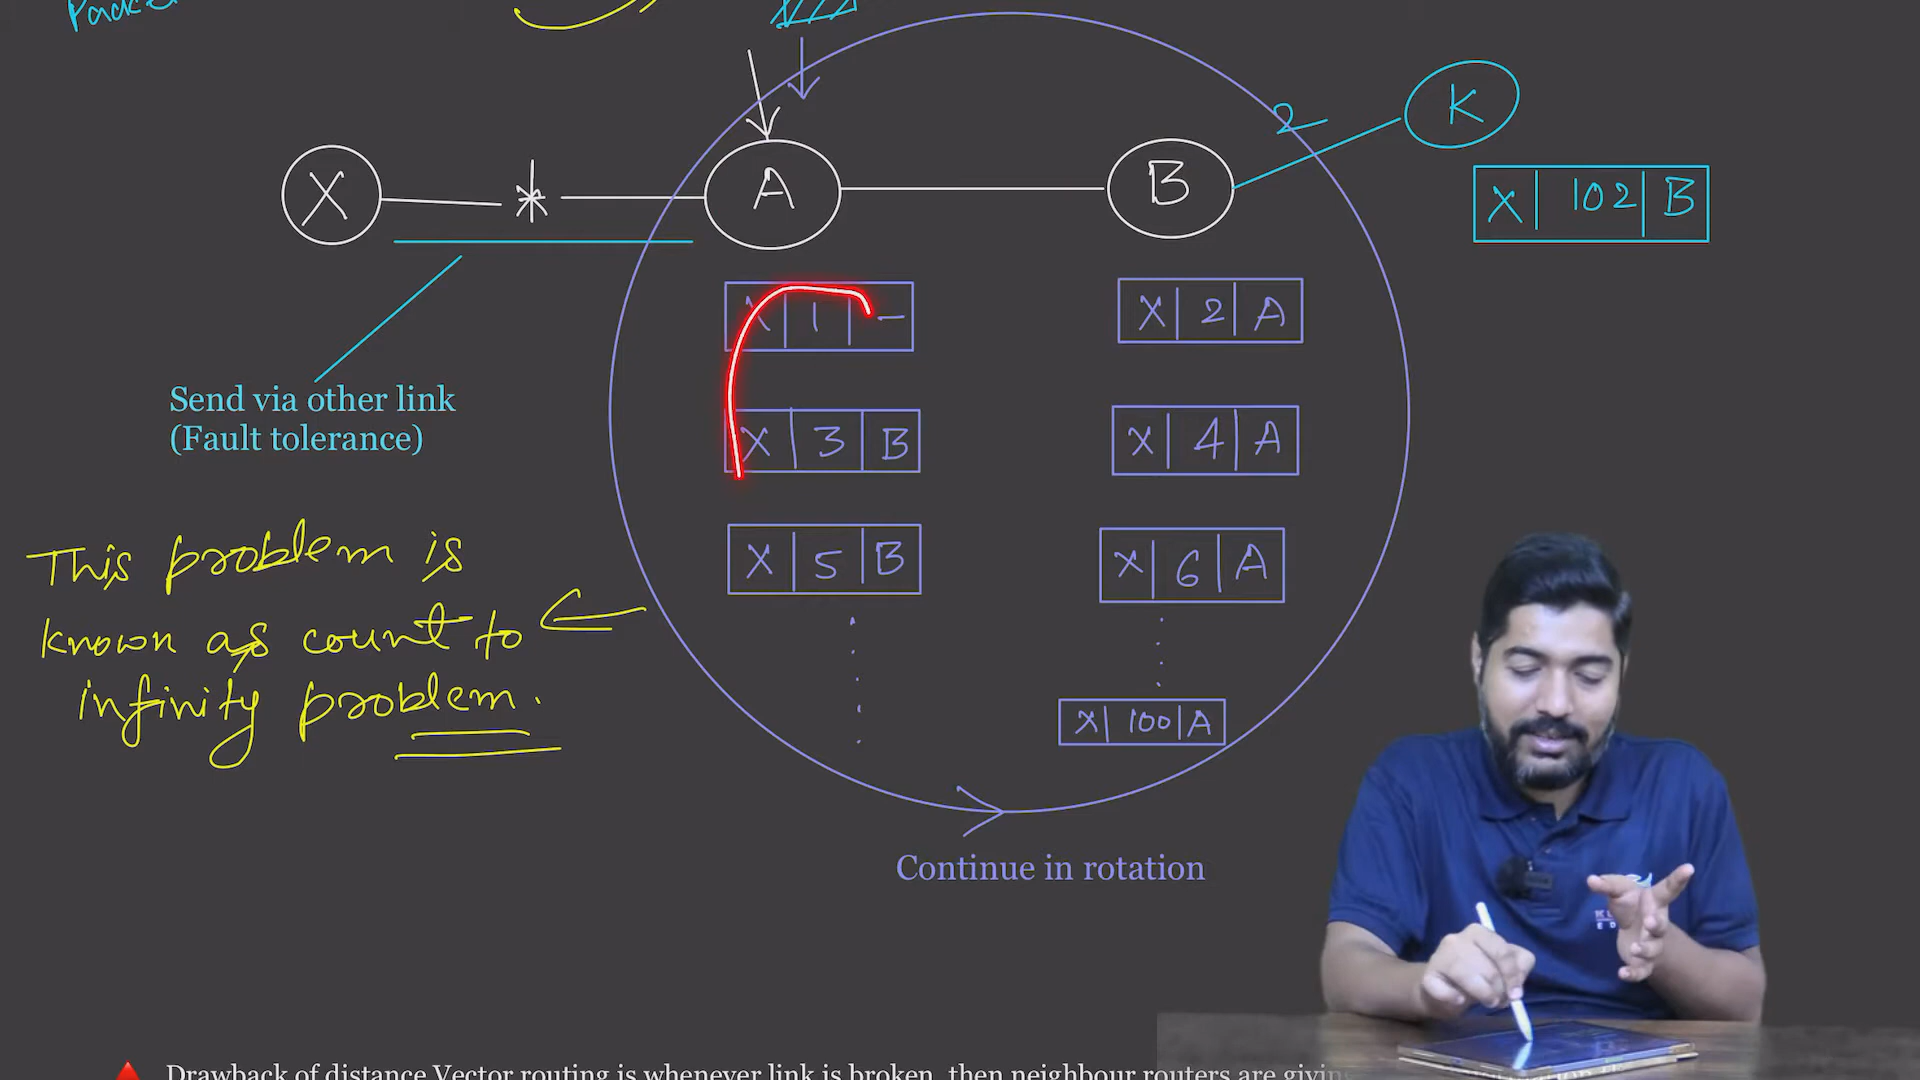 2
K
X A B
X | 102 | B
X | 1 | – X | 2 | A
Send via other link
(Fault tolerance)
X | 3 | B X | 4 | A
This problem is
known as count to
infinity problem.
X | 5 | B X | 6 | A
X | 100 | A
Continue in rotation
Drawback of distance Vector routing is whenever link is broken, then neighbour routers are giving